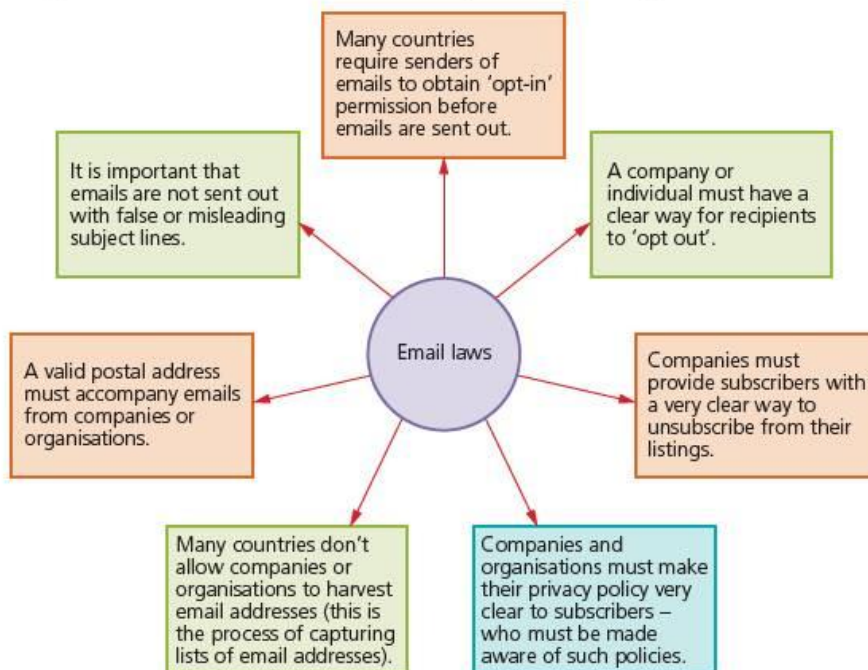 Many countries
require senders of
emails to obtain ‘opt-in’
permission before
emails are sent out.
It is important that
emails are not sent out
with false or misleading
subject lines.
A company or
individual must have a
clear way for recipients
to ‘opt out’.
Email laws
A valid postal address
must accompany emails
from companies or
organisations.
Companies must
provide subscribers with
a very clear way to
unsubscribe from their
listings.
Many countries don’t
allow companies or
organisations to harvest
email addresses (this is
the process of capturing
lists of email addresses).
Companies and
organisations must make
their privacy policy very
clear to subscribers –
who must be made
aware of such policies.